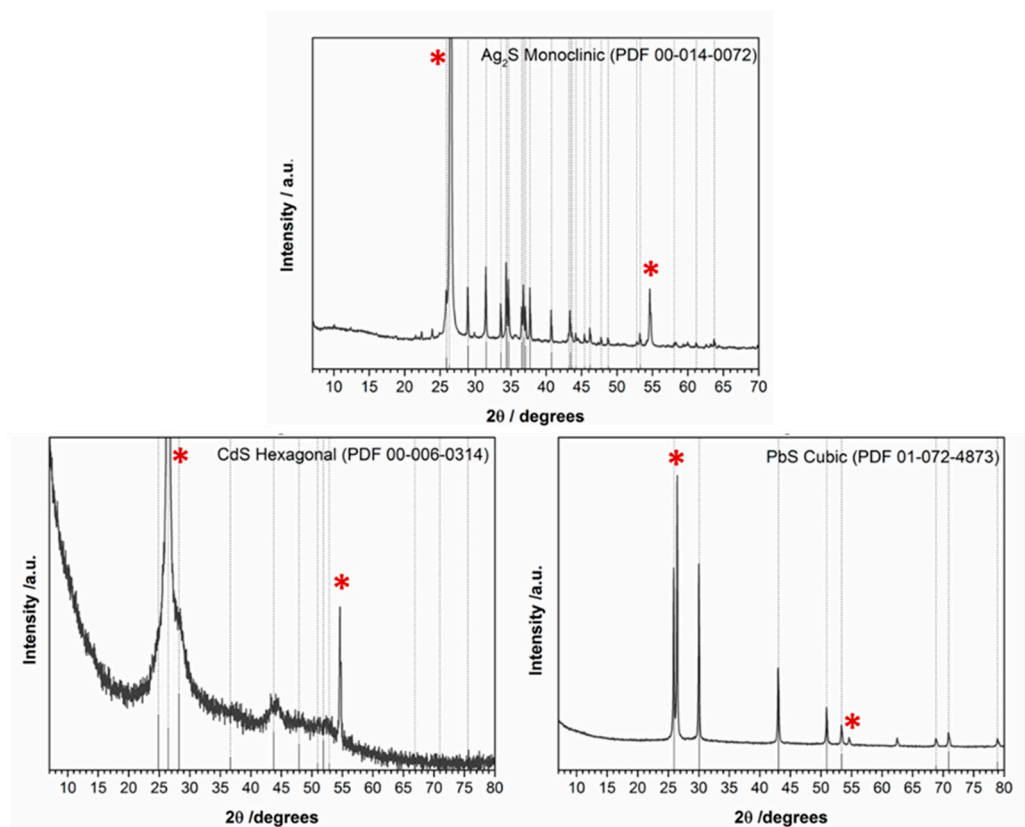 Ag₂S Monoclinic (PDF 00-014-0072)
Intensity / a.u.
10 15 20 25 30 35 40 45 50 55 60 65 70
2θ / degrees
CdS Hexagonal (PDF 00-006-0314)
Intensity /a.u.
10 15 20 25 30 35 40 45 50 55 60 65 70 75 80
2θ /degrees
PbS Cubic (PDF 01-072-4873)
Intensity / a.u.
10 15 20 25 30 35 40 45 50 55 60 65 70 75 80
2θ /degrees